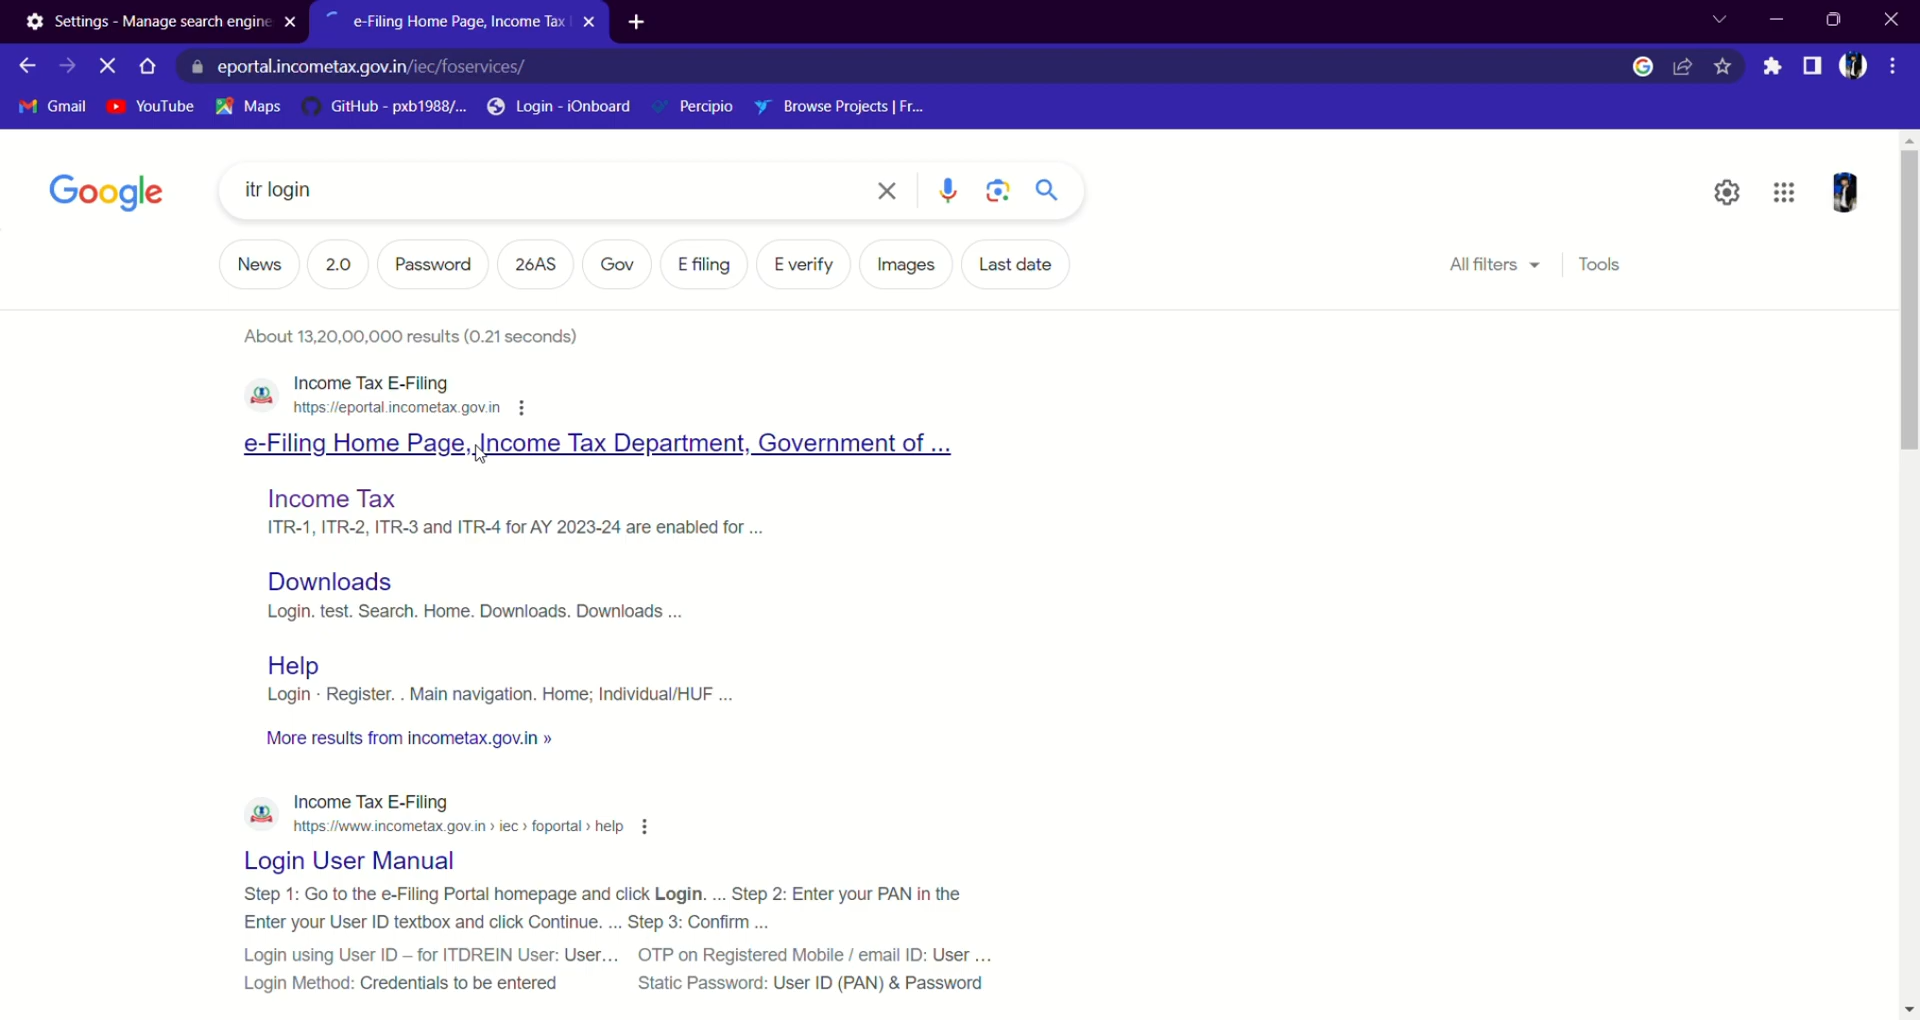 Settings - Manage search engine
e-Filing Home Page, Income Tax
eportal.incometax.gov.in/iec/foservices/
Gmail YouTube Maps GitHub - pxb1988/... Login - iOnboard Percipio Browse Projects | Fr...
Google
itr login
News 2.0 Password 26AS Gov E filing E verify Images Last date All filters Tools
About 13,20,00,000 results (0.21 seconds)
Income Tax E-Filing
https://eportal.incometax.gov.in
e-Filing Home Page, Income Tax Department, Government of ...
Income Tax
ITR-1, ITR-2, ITR-3 and ITR-4 for AY 2023-24 are enabled for ...
Downloads
Login. test. Search. Home. Downloads. Downloads ...
Help
Login · Register. . Main navigation. Home; Individual/HUF ...
More results from incometax.gov.in »
Income Tax E-Filing
https://www.incometax.gov.in › iec › foportal › help
Login User Manual
Step 1: Go to the e-Filing Portal homepage and click Login. ... Step 2: Enter your PAN in the
Enter your User ID textbox and click Continue. ... Step 3: Confirm ...
Login using User ID – for ITDREIN User: User... OTP on Registered Mobile / email ID: User ...
Login Method: Credentials to be entered Static Password: User ID (PAN) & Password